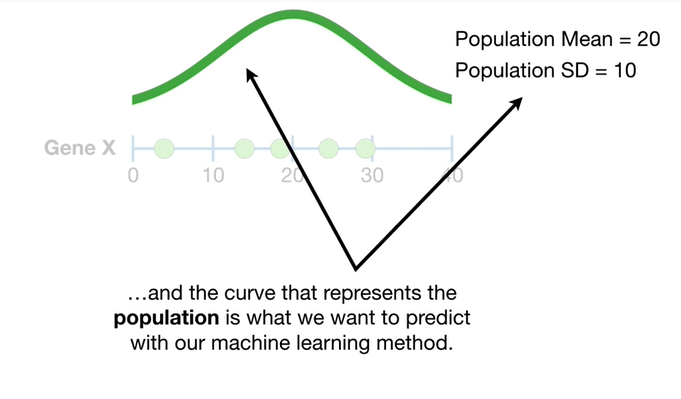 Population Mean = 20
Population SD = 10
Gene X
0 10 20 30 40
…and the curve that represents the
population is what we want to predict
with our machine learning method.